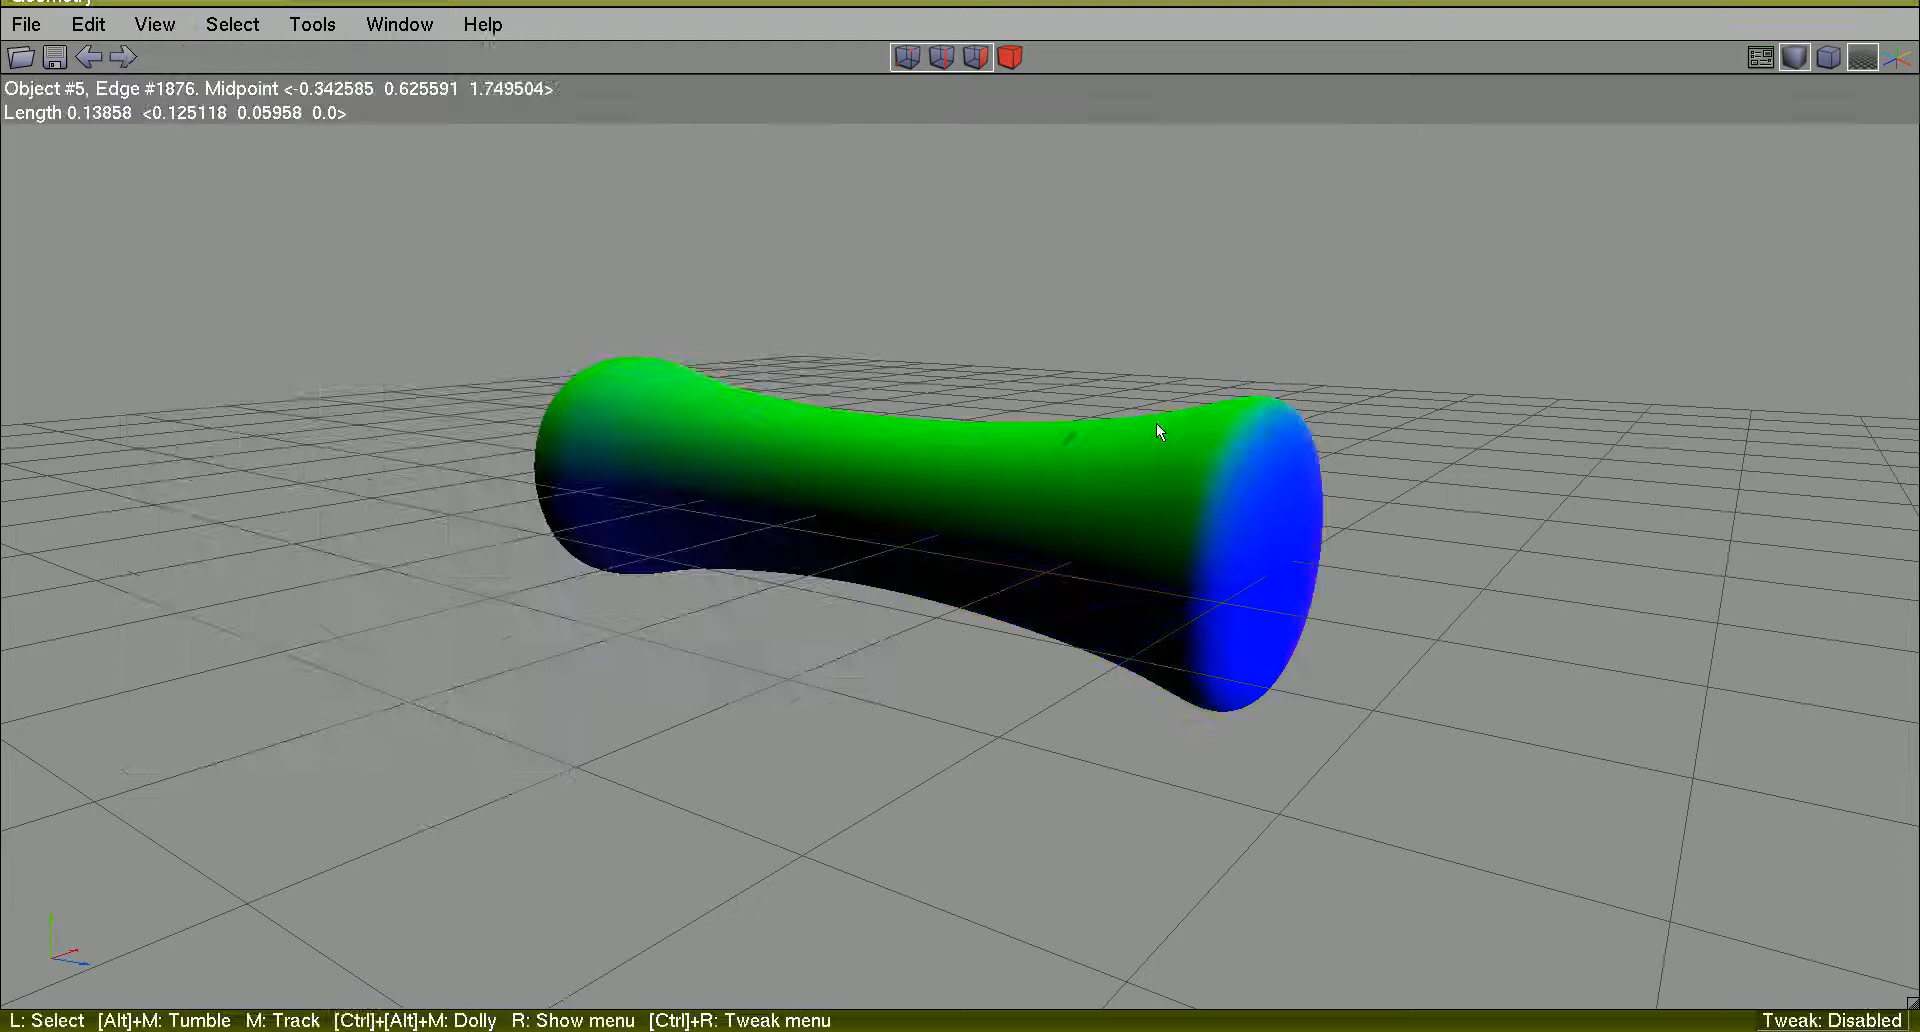 Geometry
File Edit View Select Tools Window Help
Object #5, Edge #1876. Midpoint <-0.342585 0.625591 1.749504>
Length 0.13858 <0.125118 0.05958 0.0>
L: Select [Alt]+M: Tumble M: Track [Ctrl]+[Alt]+M: Dolly R: Show menu [Ctrl]+R: Tweak menu
Tweak: Disabled